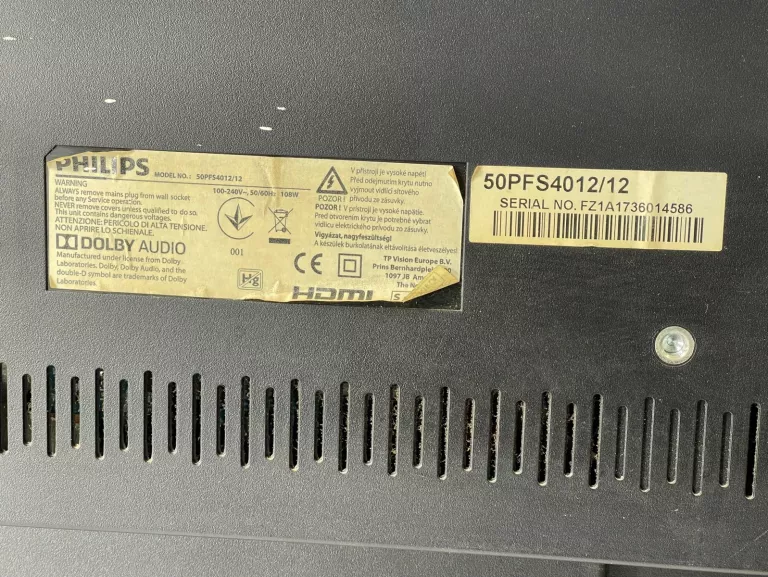 PHILIPS
MODEL NO. : 50PFS4012/12
WARNING
ALWAYS remove mains plug from wall socket
before any Service operation.
NEVER remove covers unless qualified to do so.
This unit contains dangerous voltages.
ATTENZIONE: PERICOLO DI ALTA TENSIONE.
NON APRIRE LO SCHIENALE.
100-240V~, 50/60Hz 108W
DOLBY AUDIO
001
Manufactured under license from Dolby
Laboratories. Dolby, Dolby Audio, and the
double-D symbol are trademarks of Dolby
Laboratories.
Hg
CE
HDMI
V přístroji je vysoké napětí
Před odejmutím krytu nutno
vyjmout vidlici síťového
POZOR ! přívodu ze zásuvky.
POZOR ! V prístroji je vysoké napätie.
Pred otvorením krytu je potrebné vybrať
vidlicu elektrického prívodu zo zásuvky.
Vigyázat, nagyfeszültség!
A készülék burkolatának eltávolítása életveszélyes!
TP Vision Europe B.V.
Prins Bernhardplein
1097 JB
The
50PFS4012/12
SERIAL NO. FZ1A1736014586